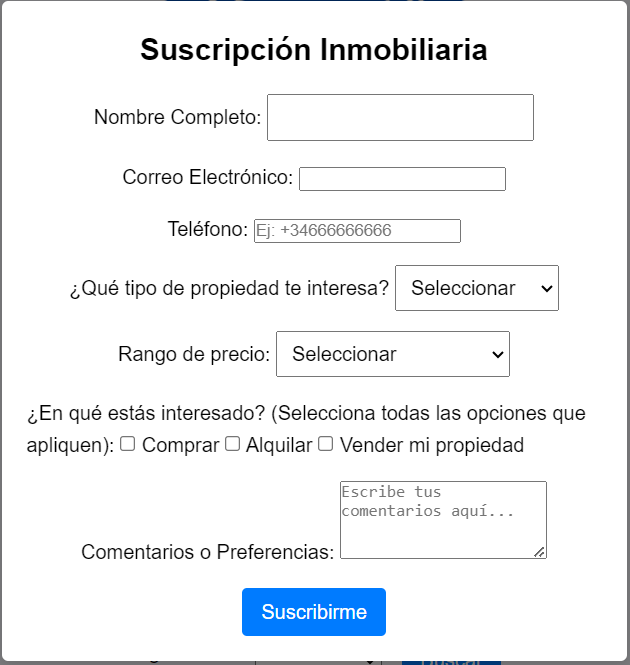 Suscripción Inmobiliaria
Nombre Completo:
Correo Electrónico:
Teléfono: Ej: +34666666666
¿Qué tipo de propiedad te interesa? Seleccionar
Rango de precio: Seleccionar
¿En qué estás interesado? (Selecciona todas las opciones que
apliquen): Comprar Alquilar Vender mi propiedad
Escribe tus
comentarios aquí...
Comentarios o Preferencias:
Suscribirme